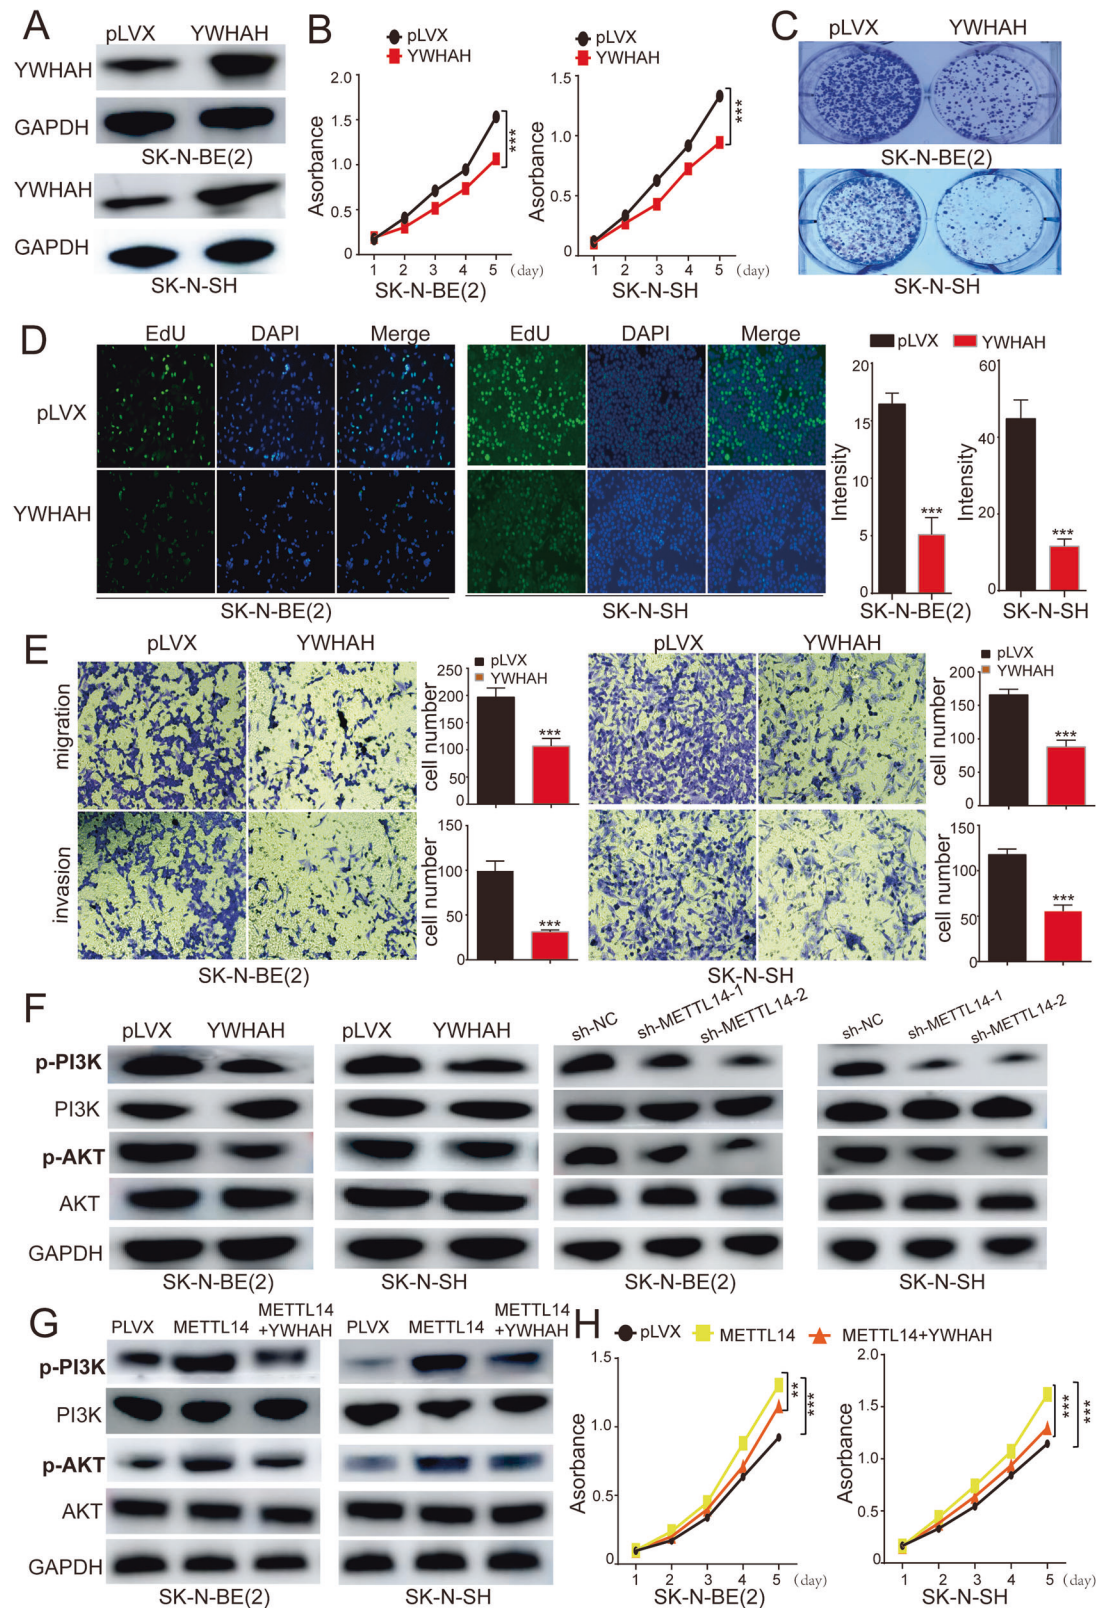 A
pLVX YWHAH
YWHAH
GAPDH
SK-N-BE(2)
YWHAH
GAPDH
SK-N-SH
B
pLVX
YWHAH
Asorbance
2.0
1.5
1.0
0.5
0
1 2 3 4 5 (day)
SK-N-BE(2)
***
pLVX
YWHAH
Asorbance
1.5
1.0
0.5
0
1 2 3 4 5 (day)
SK-N-SH
***
C
pLVX YWHAH
SK-N-BE(2)
SK-N-SH
D
EdU DAPI Merge
EdU DAPI Merge
pLVX
YWHAH
SK-N-BE(2)
SK-N-SH
pLVX YWHAH
Intensity
20
15
10
5
0
***
SK-N-BE(2)
Intensity
60
40
20
0
***
SK-N-SH
E
pLVX YWHAH
migration
invasion
SK-N-BE(2)
pLVX
YWHAH
cell number
250
200
150
100
50
0
***
cell number
150
100
50
0
***
pLVX YWHAH
SK-N-SH
pLVX
YWHAH
cell number
200
150
100
50
0
***
cell number
150
100
50
0
***
F
pLVX YWHAH
pLVX YWHAH
sh-NC sh-METTL14-1 sh-METTL14-2
sh-NC sh-METTL14-1 sh-METTL14-2
p-PI3K
PI3K
p-AKT
AKT
GAPDH
SK-N-BE(2)
SK-N-SH
SK-N-BE(2)
SK-N-SH
G
PLVX METTL14 METTL14
+YWHAH
PLVX METTL14 METTL14
+YWHAH
p-PI3K
PI3K
p-AKT
AKT
GAPDH
SK-N-BE(2)
SK-N-SH
H
pLVX METTL14 METTL14+YWHAH
Asorbance
1.5
1.0
0.5
0
1 2 3 4 5 (day)
SK-N-BE(2)
**
***
Asorbance
2.0
1.5
1.0
0.5
0.0
1 2 3 4 5 (day)
SK-N-SH
***
***